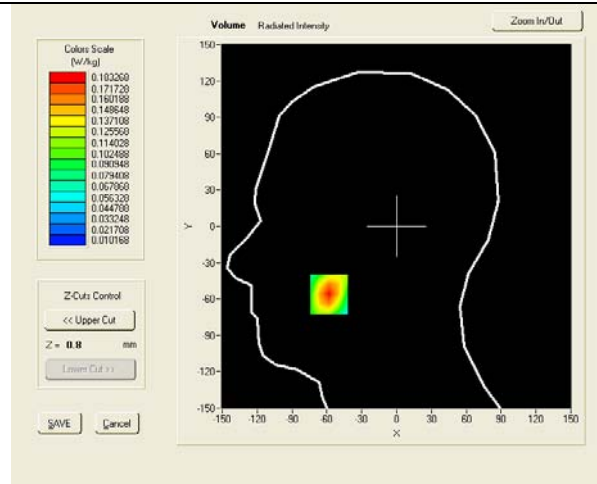 Volume Radiated Intensity
Zoom In/Out
Colors Scale
(W/kg)
0.183268
0.171728
0.160188
0.148648
0.137108
0.125568
0.114028
0.102488
0.090948
0.079408
0.067868
0.056328
0.044788
0.033248
0.021708
0.010168
Z-Cuts Control
<< Upper Cut
Z = 0.8 mm
Lower Cut >>
SAVE Cancel
150
120
90
60
30
Y 0
-30
-60
-90
-120
-150
-150 -120 -90 -60 -30 0 30 60 90 120 150
X